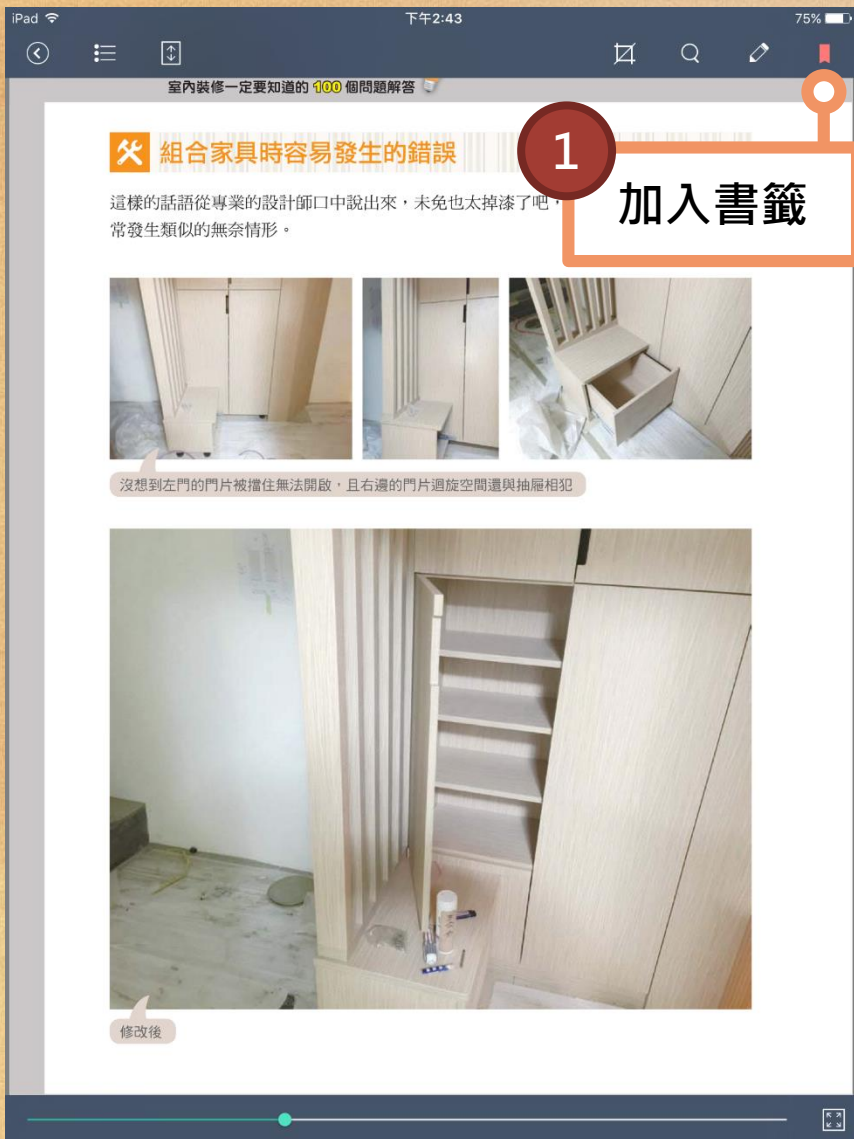 iPad 下午2:43 75%
室內裝修一定要知道的 100 個問題解答
組合家具時容易發生的錯誤
1
加入書籤
這樣的話語從專業的設計師口中說出來，未免也太掉漆了吧，
常發生類似的無奈情形。
沒想到左門的門片被擋住無法開啟，且右邊的門片迴旋空間還與抽屜相犯
修改後